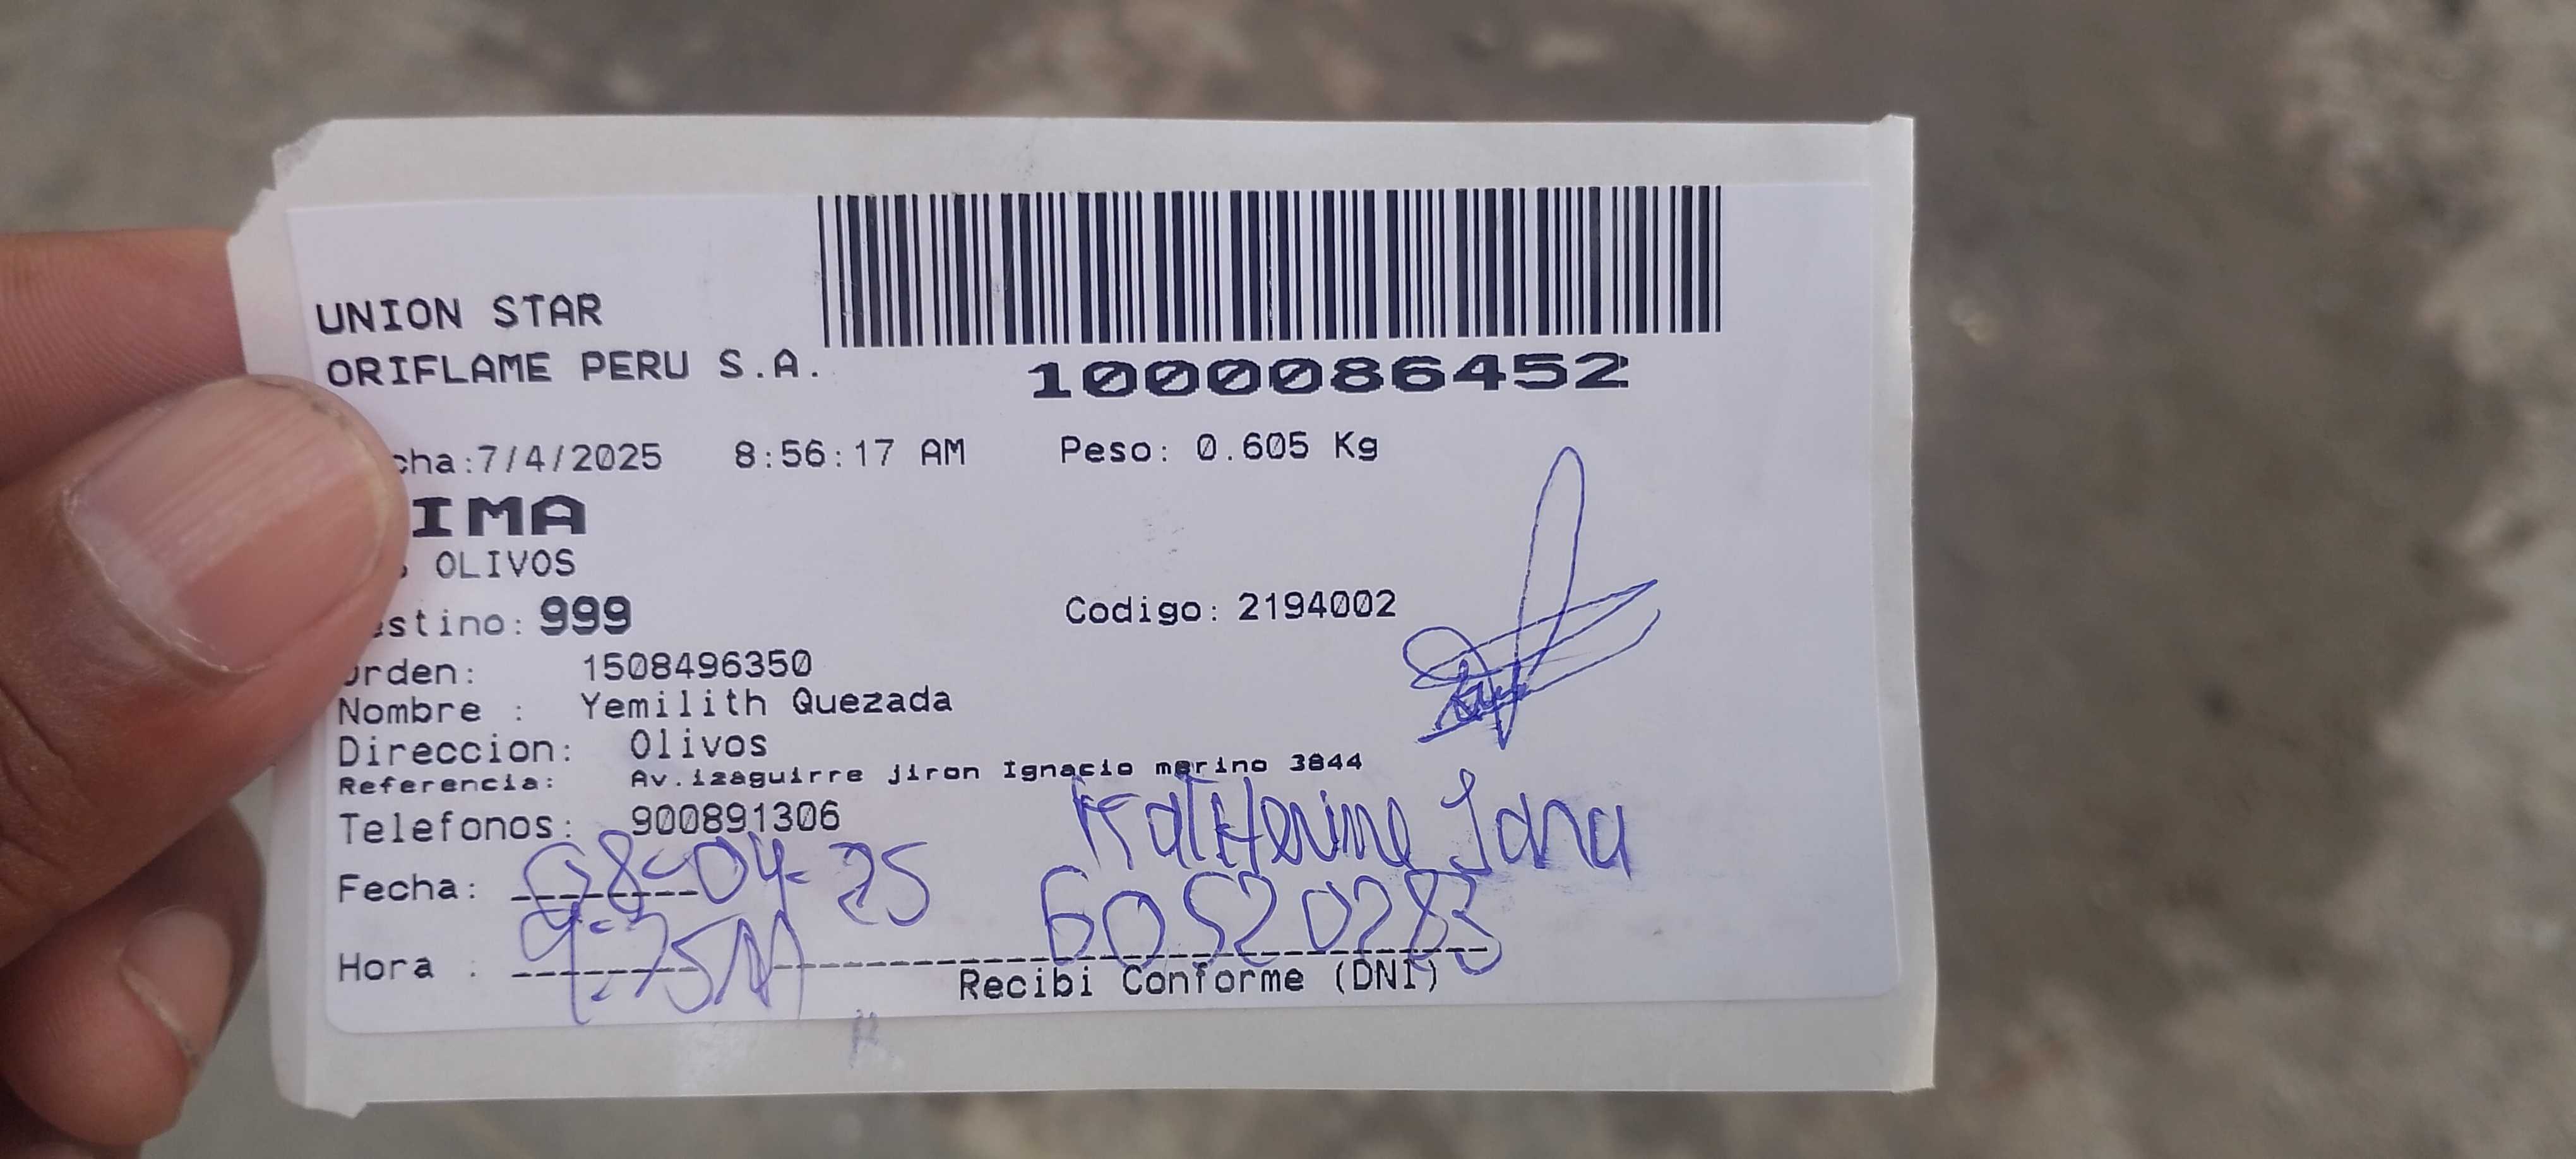 UNION STAR
ORIFLAME PERU S.A.
1000086452
cha:7/4/2025 8:56:17 AM Peso: 0.605 Kg
IMA
OLIVOS
stino: 999 Codigo: 2194002
rden: 1508496350
Nombre : Yemilith Quezada
Direccion: Olivos
Referencia: Av.izaguirre jiron Ignacio merino 3844
Telefonos: 900891306
Katherine
Fecha: 08-04-25 60520283
Hora :
Recibi Conforme (DNI)